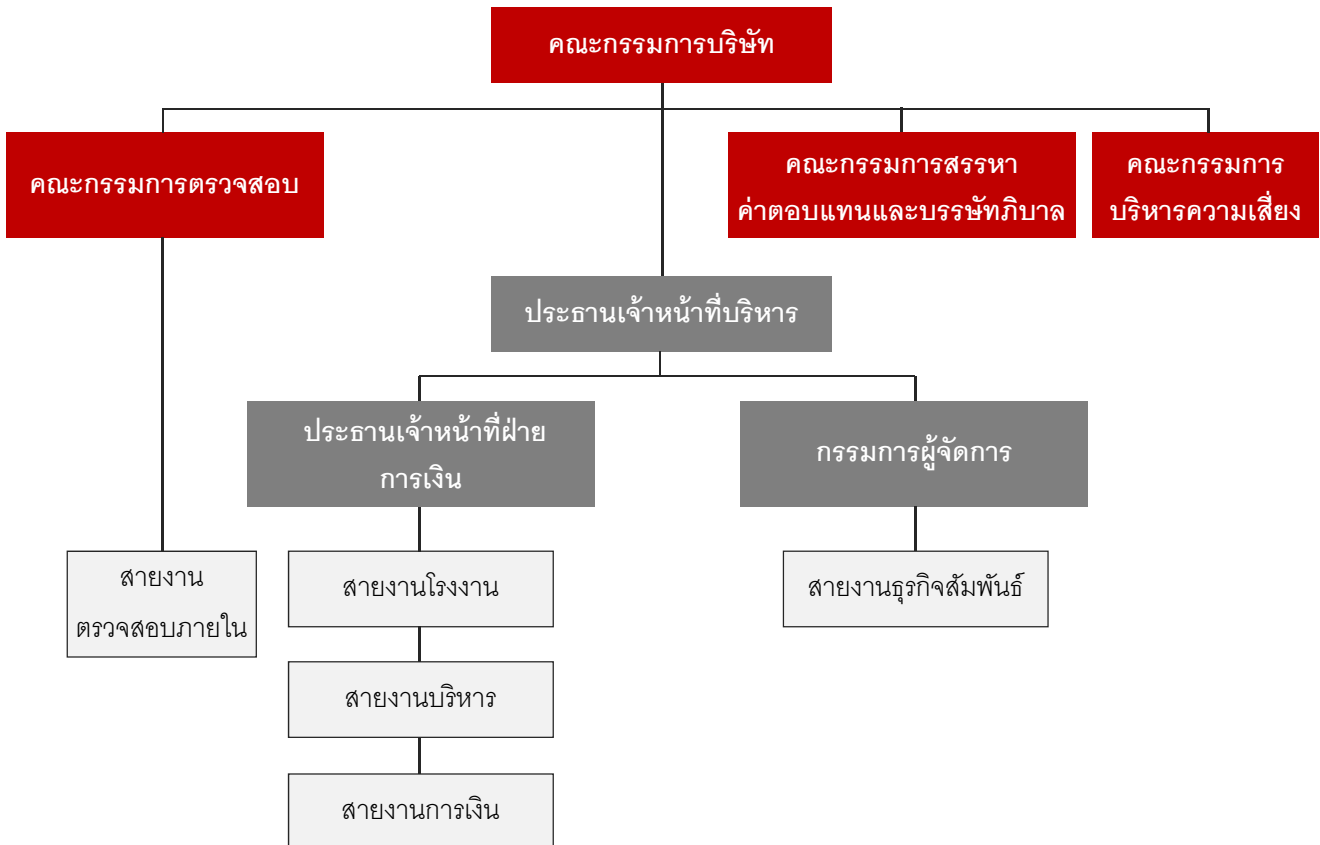 คณะกรรมการบริษัท
คณะกรรมการตรวจสอบ
คณะกรรมการสรรหา
ค่าตอบแทนและบรรษัทภิบาล
คณะกรรมการ
บริหารความเสี่ยง
ประธานเจ้าหน้าที่บริหาร
ประธานเจ้าหน้าที่ฝ่าย
การเงิน
กรรมการผู้จัดการ
สายงาน
ตรวจสอบภายใน
สายงานโรงงาน
สายงานธุรกิจสัมพันธ์
สายงานบริหาร
สายงานการเงิน